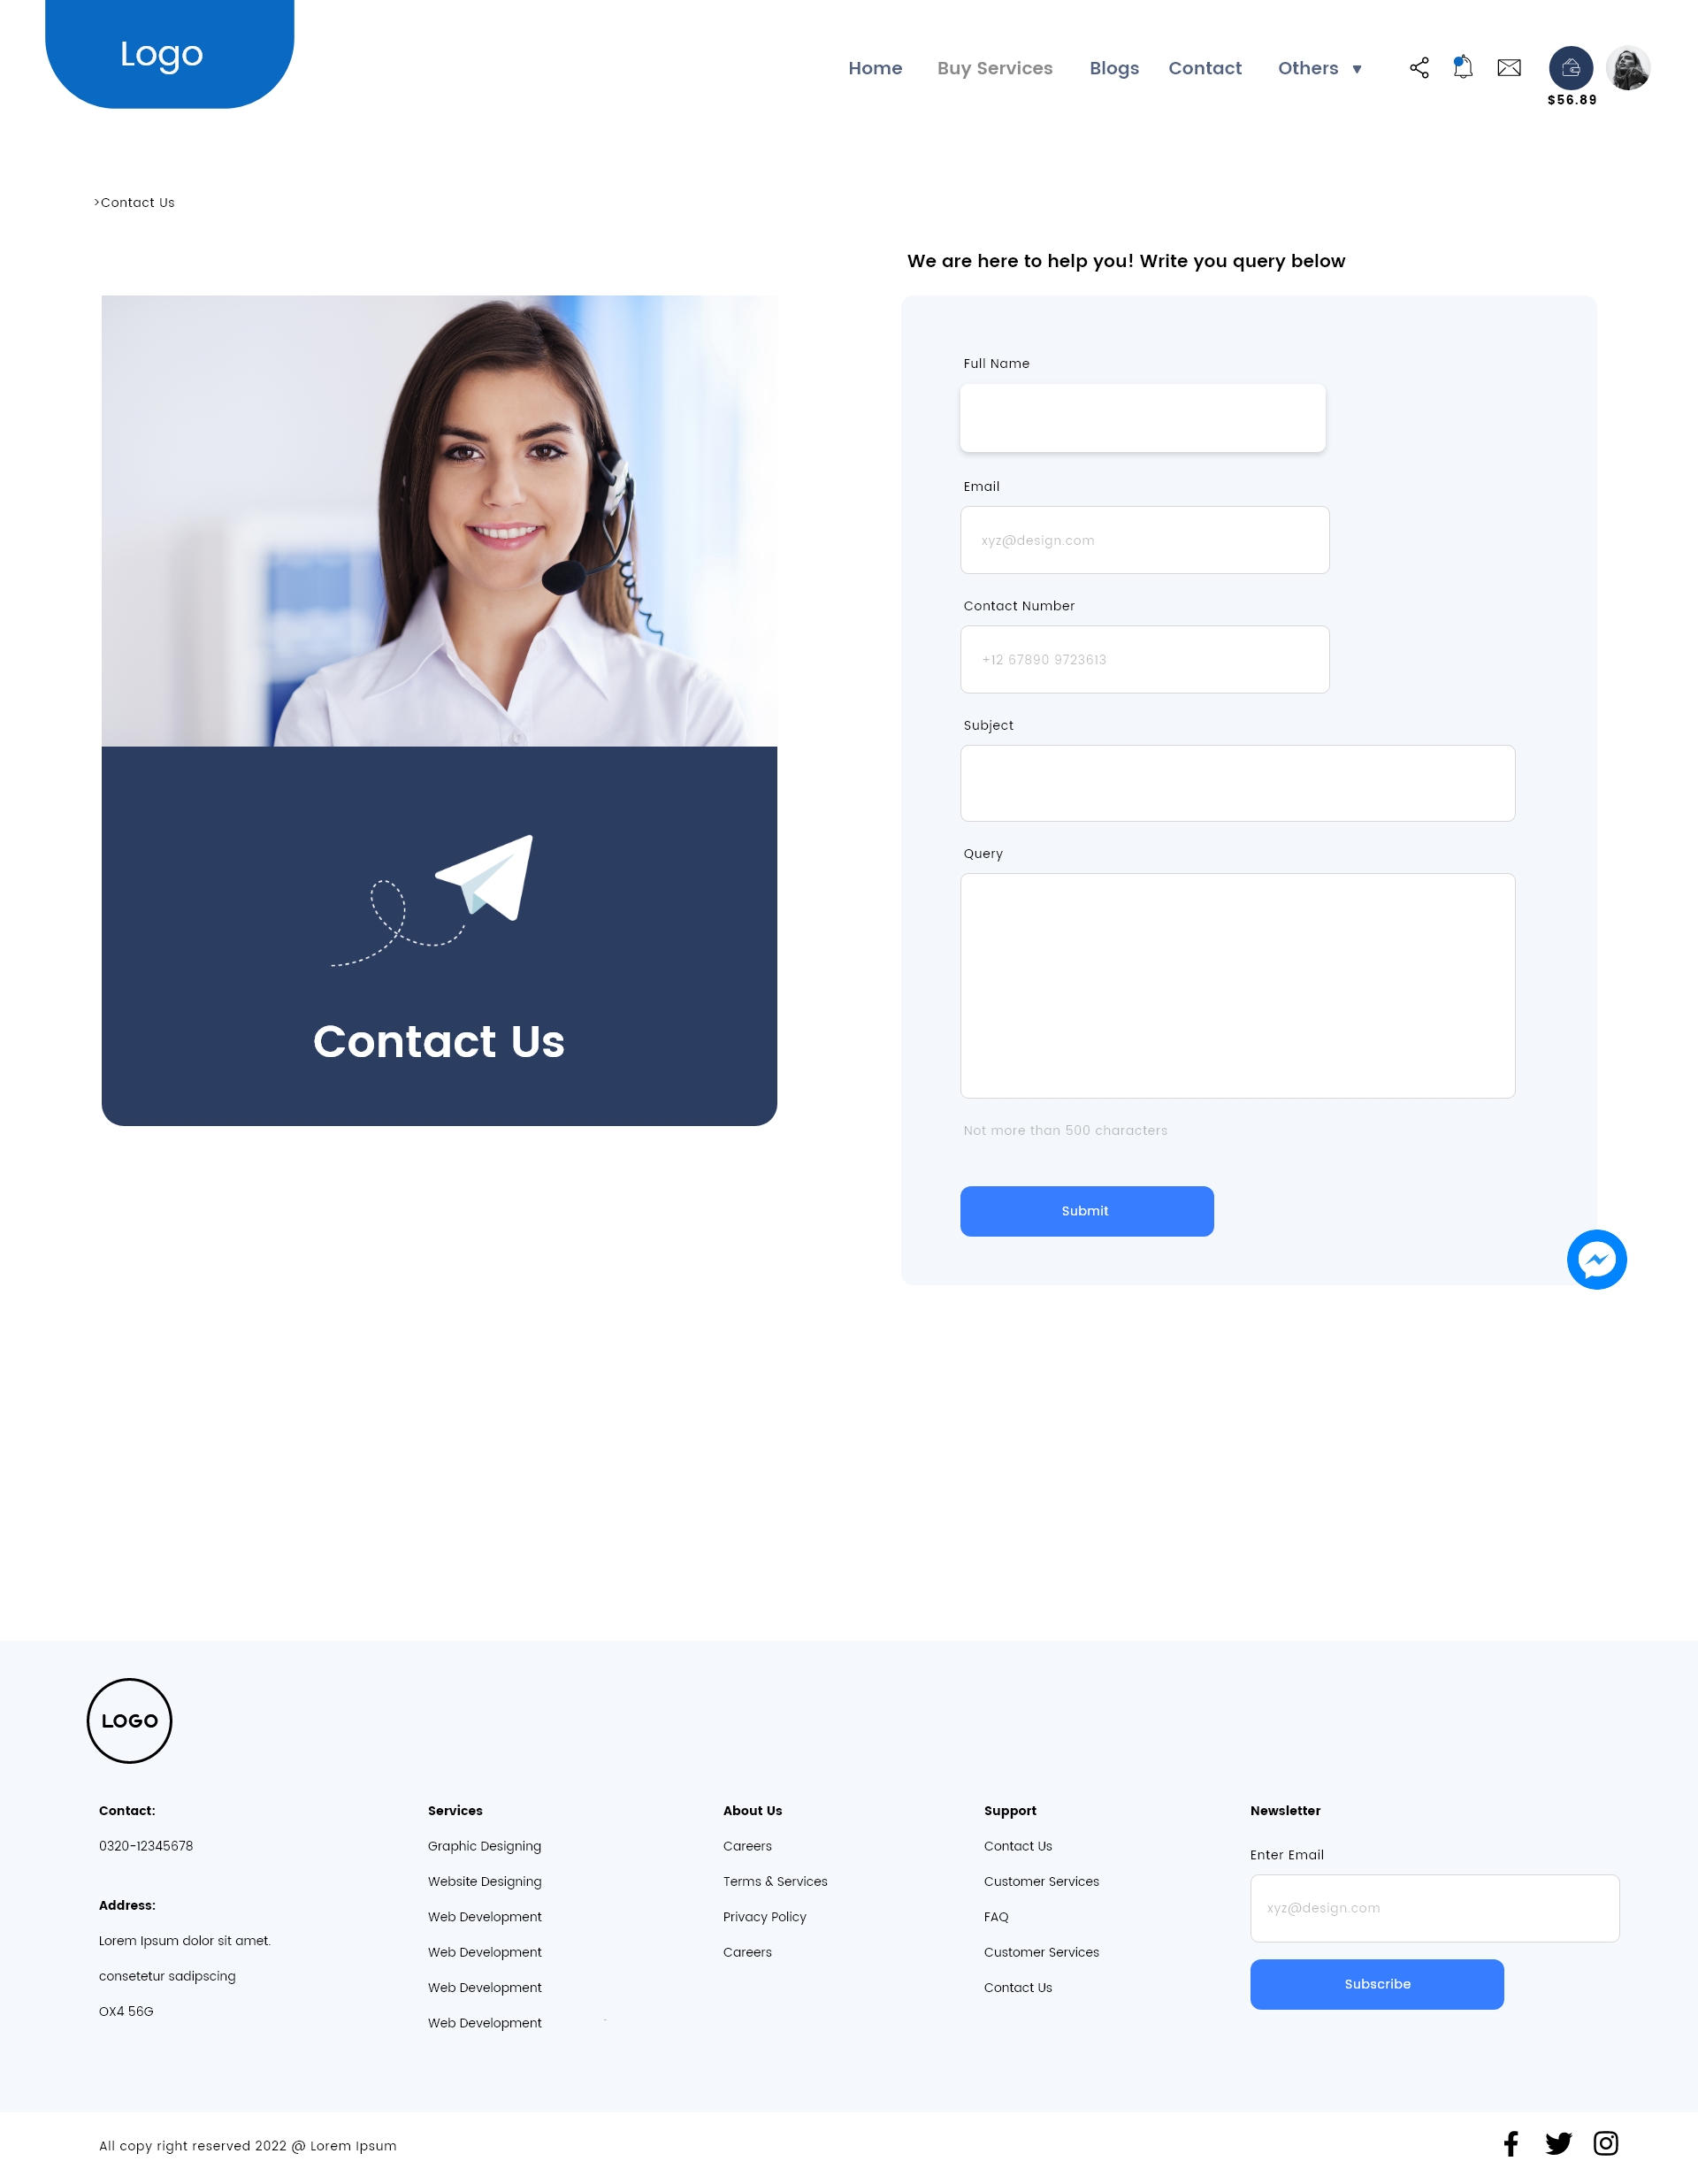 Logo
Home Buy Services Blogs Contact Others
$56.89
>Contact Us
We are here to help you! Write you query below
Full Name
Email
xyz@design.com
Contact Number
+12 67890 9723613
Subject
Query
Not more than 500 characters
Submit
Contact Us
LOGO
Contact:
0320-12345678
Address:
Lorem Ipsum dolor sit amet.
consetetur sadipscing
OX4 56G
Services
Graphic Designing
Website Designing
Web Development
Web Development
Web Development
Web Development
About Us
Careers
Terms & Services
Privacy Policy
Careers
Support
Contact Us
Customer Services
FAQ
Customer Services
Contact Us
Newsletter
Enter Email
xyz@design.com
Subscribe
All copy right reserved 2022 @ Lorem Ipsum